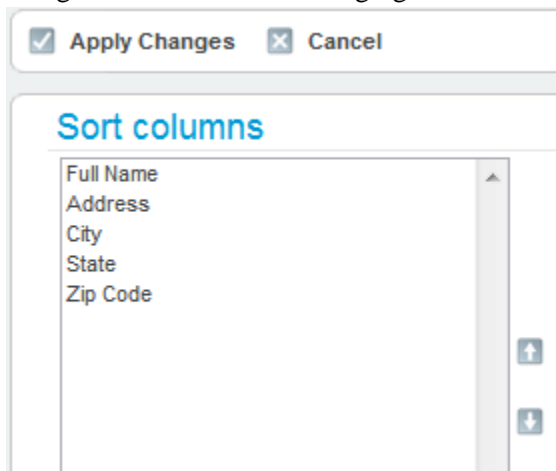 Apply Changes Cancel
Sort columns
Full Name
Address
City
State
Zip Code